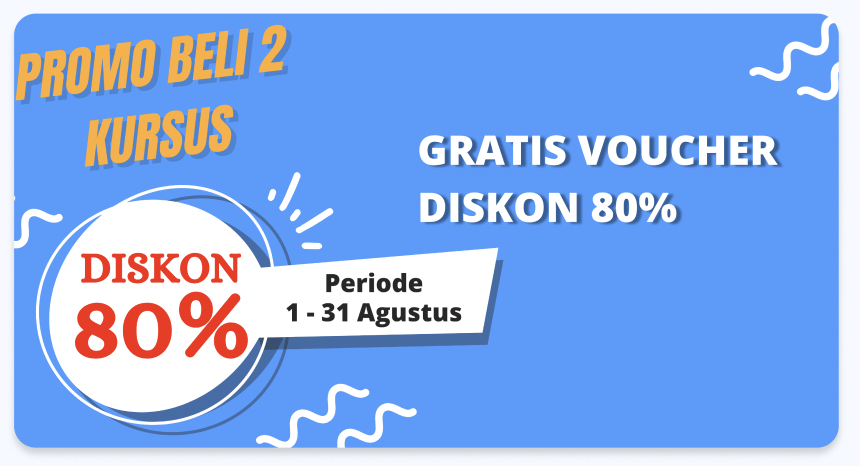 PROMO BELI 2
KURSUS
GRATIS VOUCHER
DISKON 80%
DISKON
80%
Periode
1 - 31 Agustus